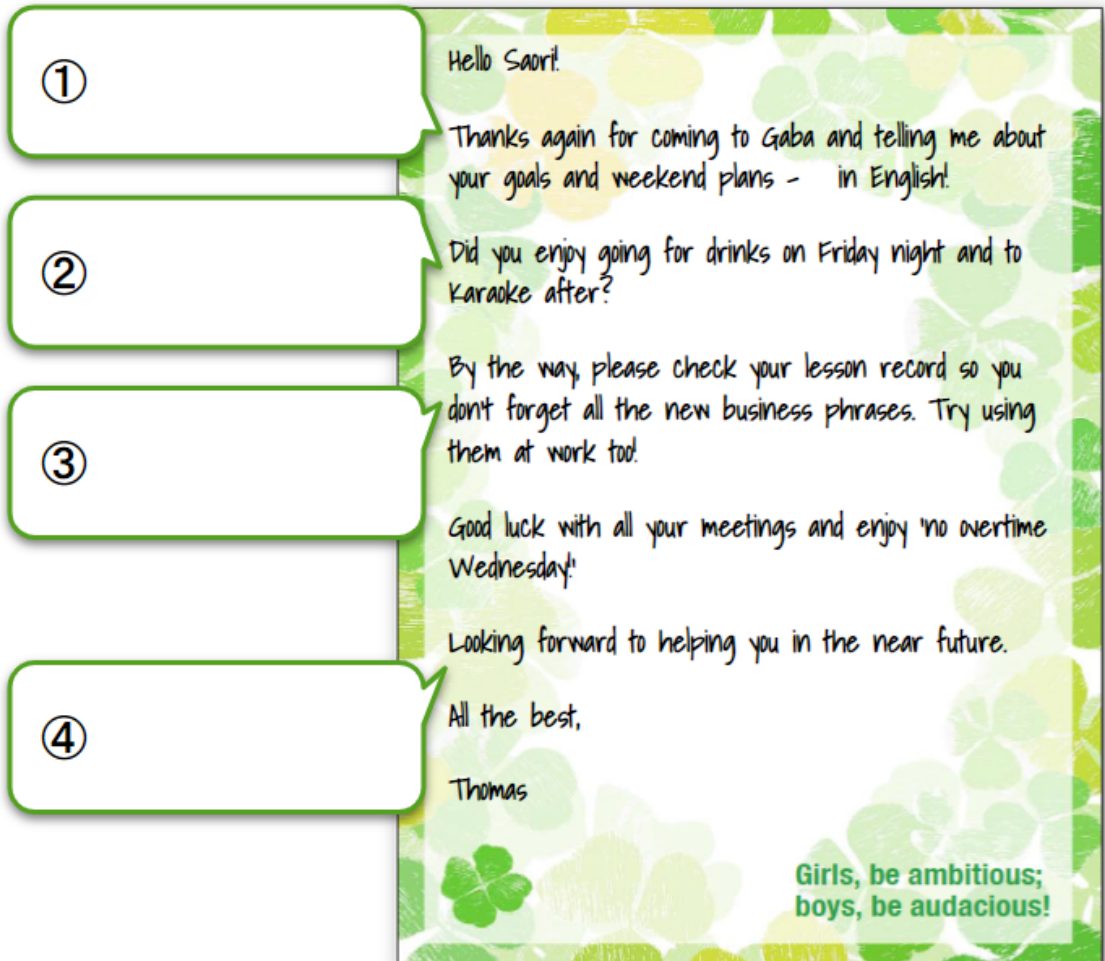 ①
②
③
④
Hello Saori!
Thanks again for coming to Gaba and telling me about
your goals and weekend plans - in English!
Did you enjoy going for drinks on Friday night and to
Karaoke after?
By the way, please check your lesson record so you
don't forget all the new business phrases. Try using
them at work too!
Good luck with all your meetings and enjoy 'no overtime
Wednesday!'
Looking forward to helping you in the near future.
All the best,
Thomas
Girls, be ambitious;
boys, be audacious!